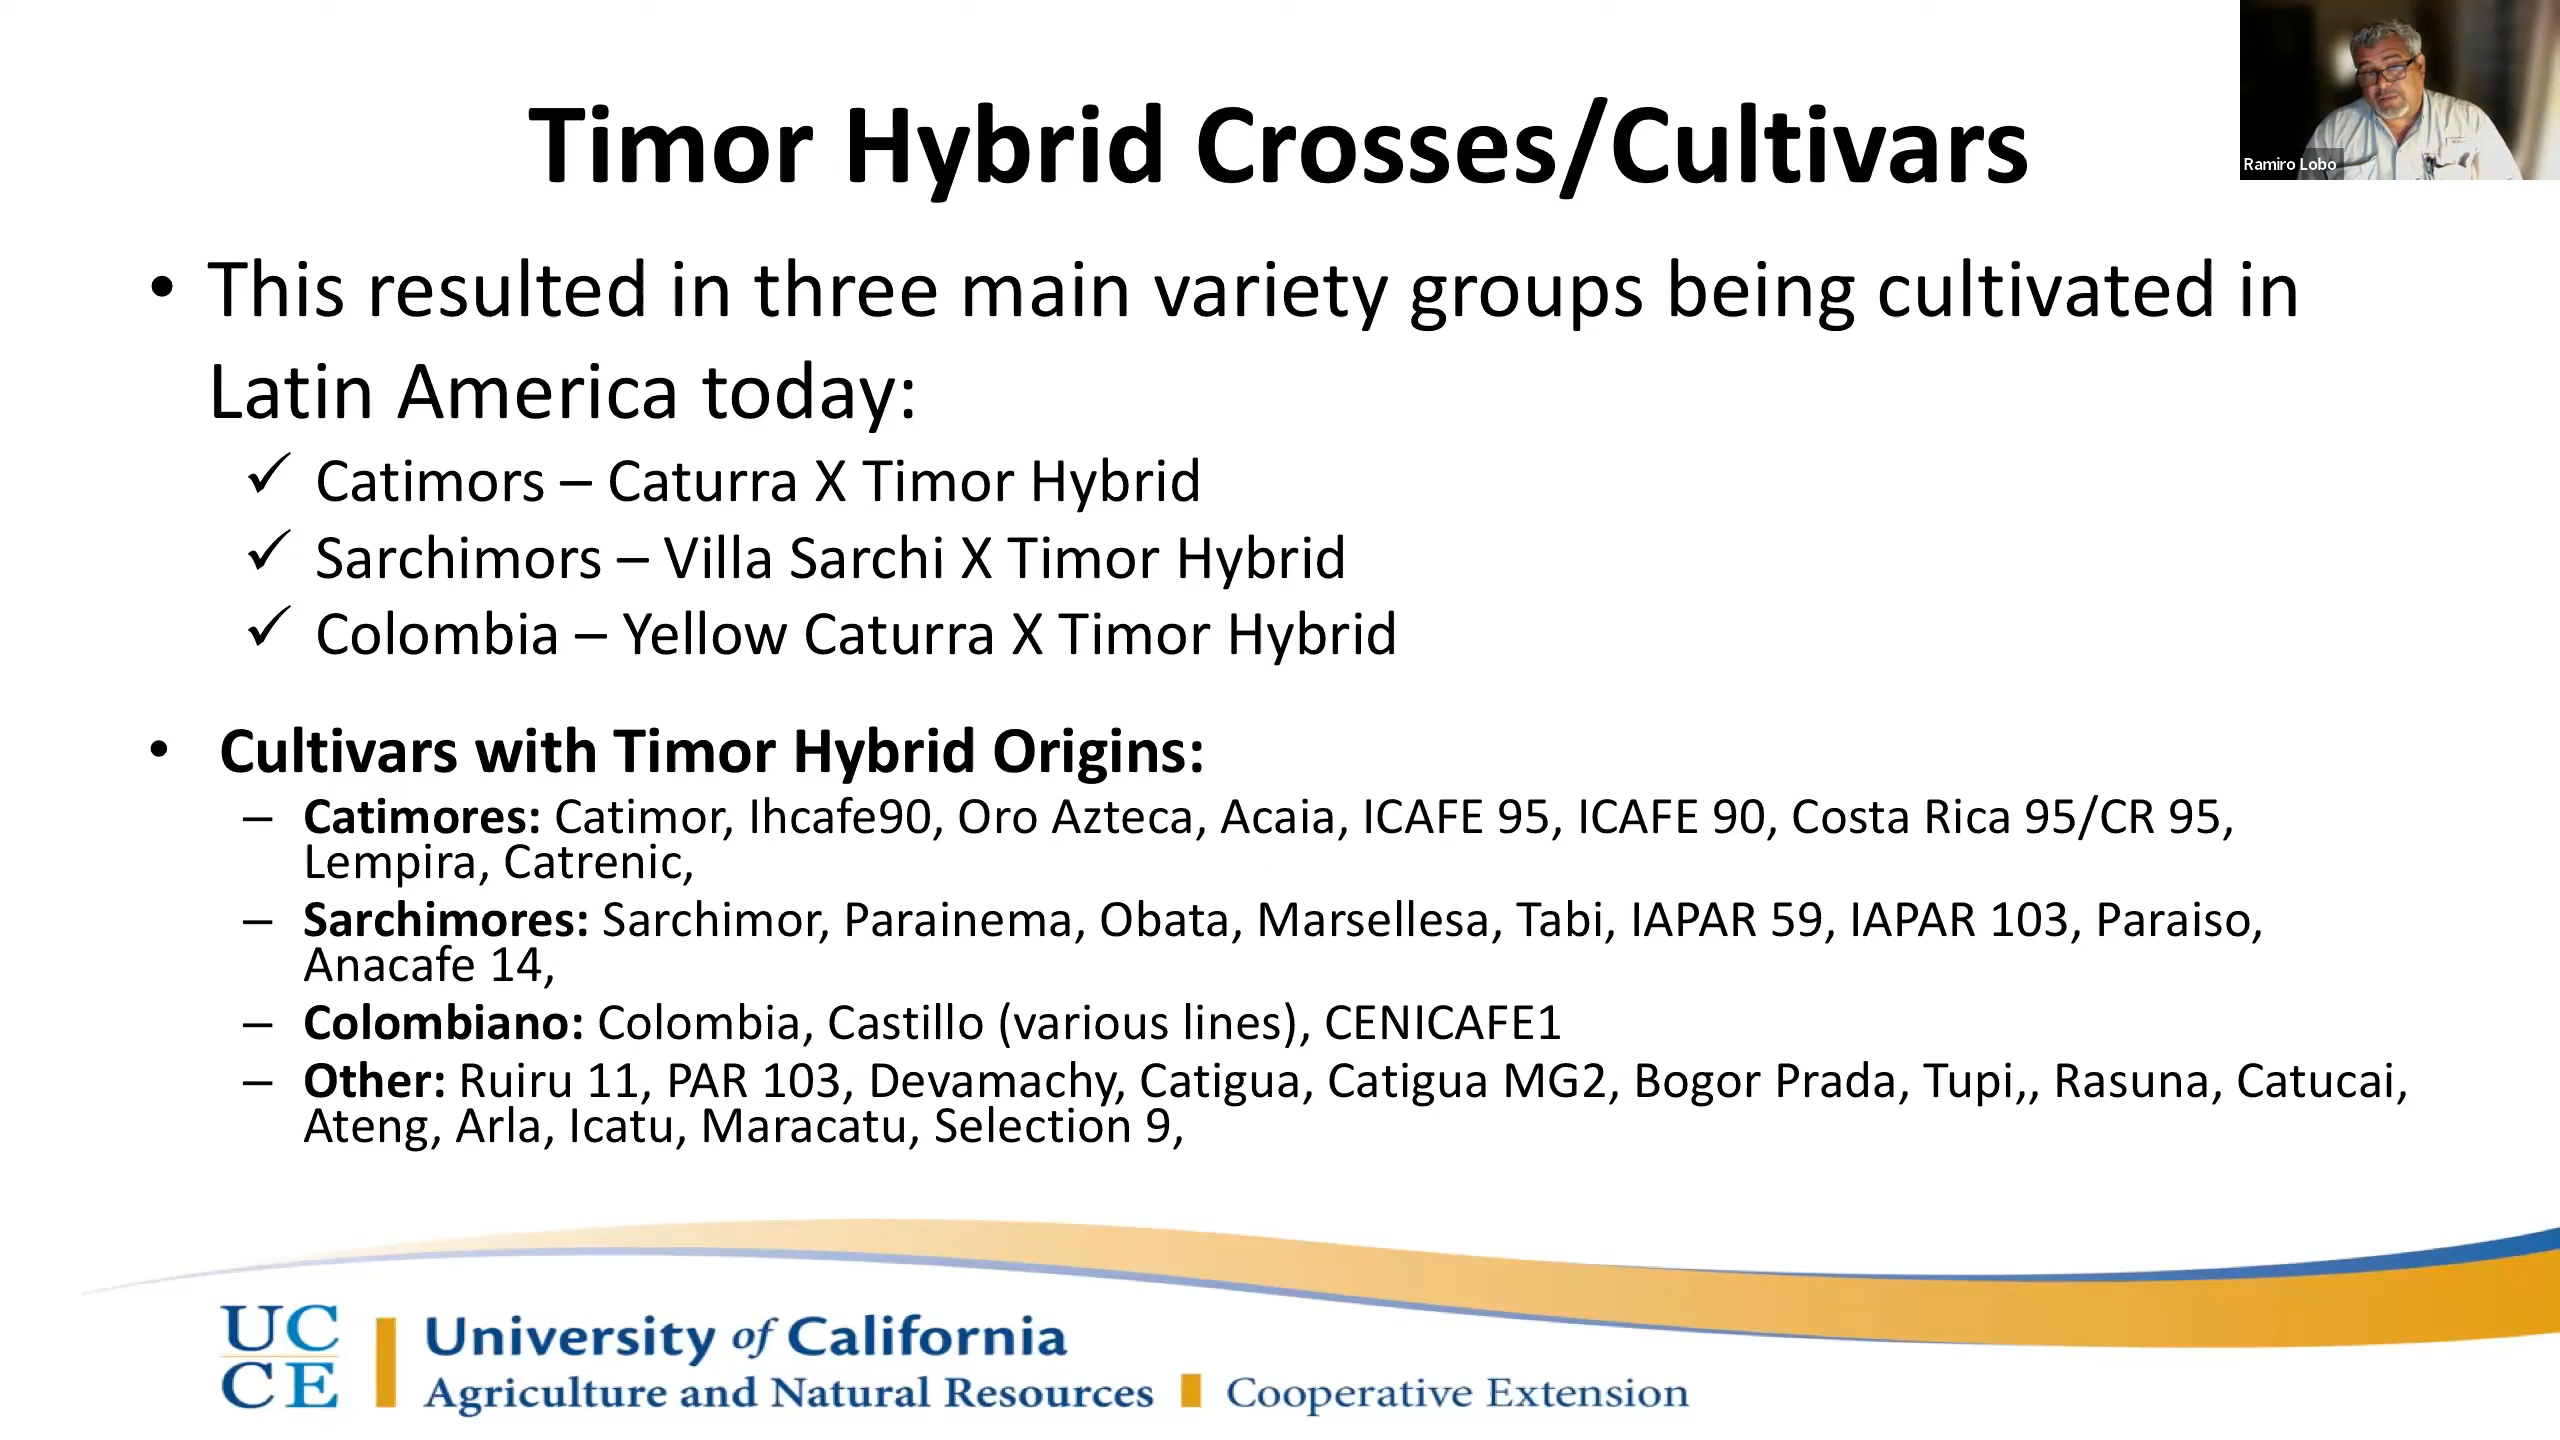 Timor Hybrid Crosses/Cultivars
Ramiro Lobo
• This resulted in three main variety groups being cultivated in
Latin America today:
✓ Catimors – Caturra X Timor Hybrid
✓ Sarchimors – Villa Sarchi X Timor Hybrid
✓ Colombia – Yellow Caturra X Timor Hybrid
• Cultivars with Timor Hybrid Origins:
– Catimores: Catimor, Ihcafe90, Oro Azteca, Acaia, ICAFE 95, ICAFE 90, Costa Rica 95/CR 95,
Lempira, Catrenic,
– Sarchimores: Sarchimor, Parainema, Obata, Marsellesa, Tabi, IAPAR 59, IAPAR 103, Paraiso,
Anacafe 14,
– Colombiano: Colombia, Castillo (various lines), CENICAFE1
– Other: Ruiru 11, PAR 103, Devamachy, Catigua, Catigua MG2, Bogor Prada, Tupi,, Rasuna, Catucai,
Ateng, Arla, Icatu, Maracatu, Selection 9,
UC
CE
University of California
Agriculture and Natural Resources Cooperative Extension